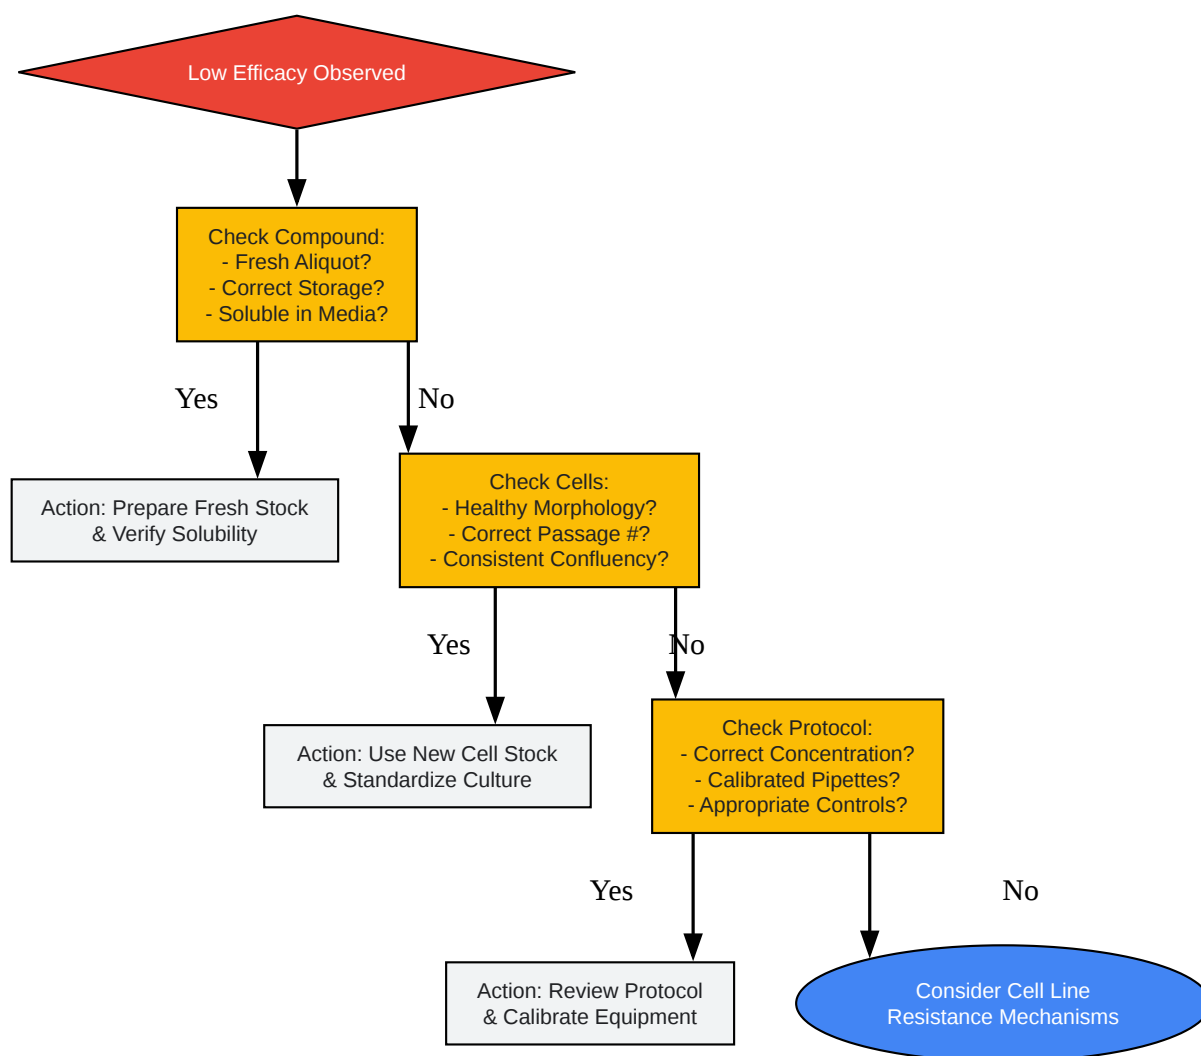 Low Efficacy Observed
Check Compound:
- Fresh Aliquot?
- Correct Storage?
- Soluble in Media?
Yes
No
Action: Prepare Fresh Stock
& Verify Solubility
Check Cells:
- Healthy Morphology?
- Correct Passage #?
- Consistent Confluency?
Yes
No
Action: Use New Cell Stock
& Standardize Culture
Check Protocol:
- Correct Concentration?
- Calibrated Pipettes?
- Appropriate Controls?
Yes
No
Action: Review Protocol
& Calibrate Equipment
Consider Cell Line
Resistance Mechanisms